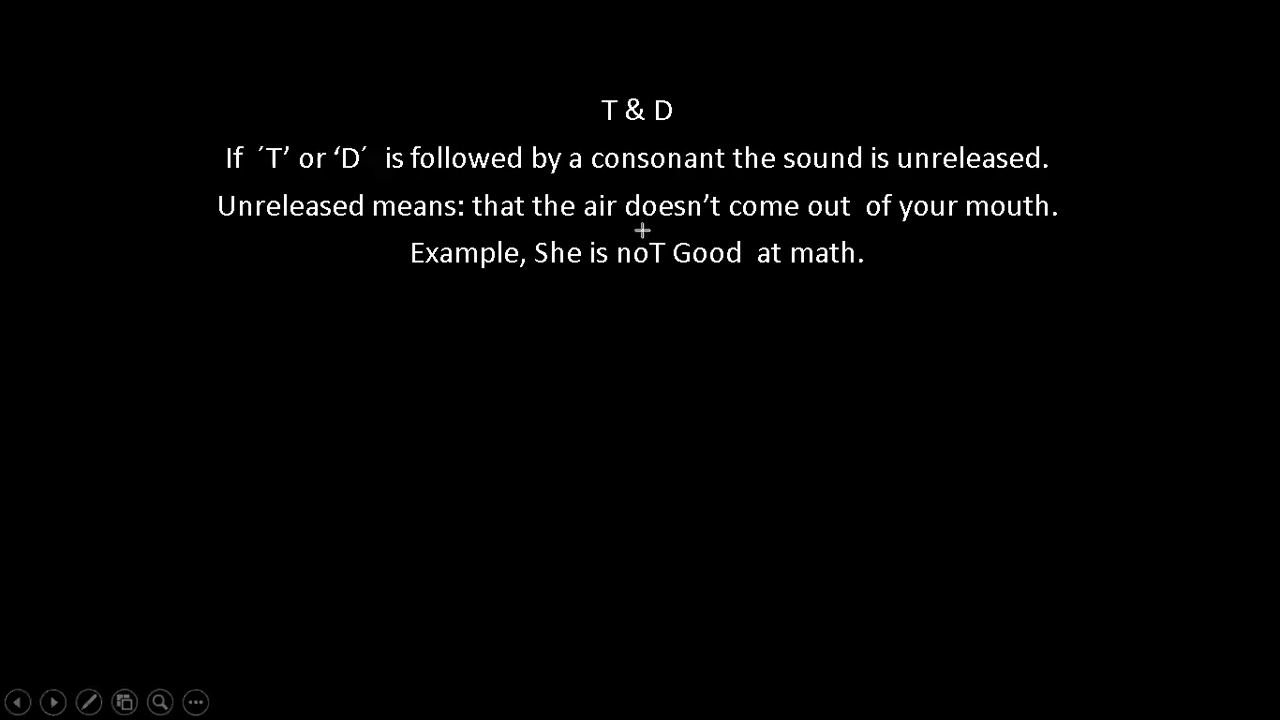 T & D
If ´T’ or ‘D´ is followed by a consonant the sound is unreleased.
Unreleased means: that the air doesn’t come out of your mouth.
Example, She is noT Good at math.